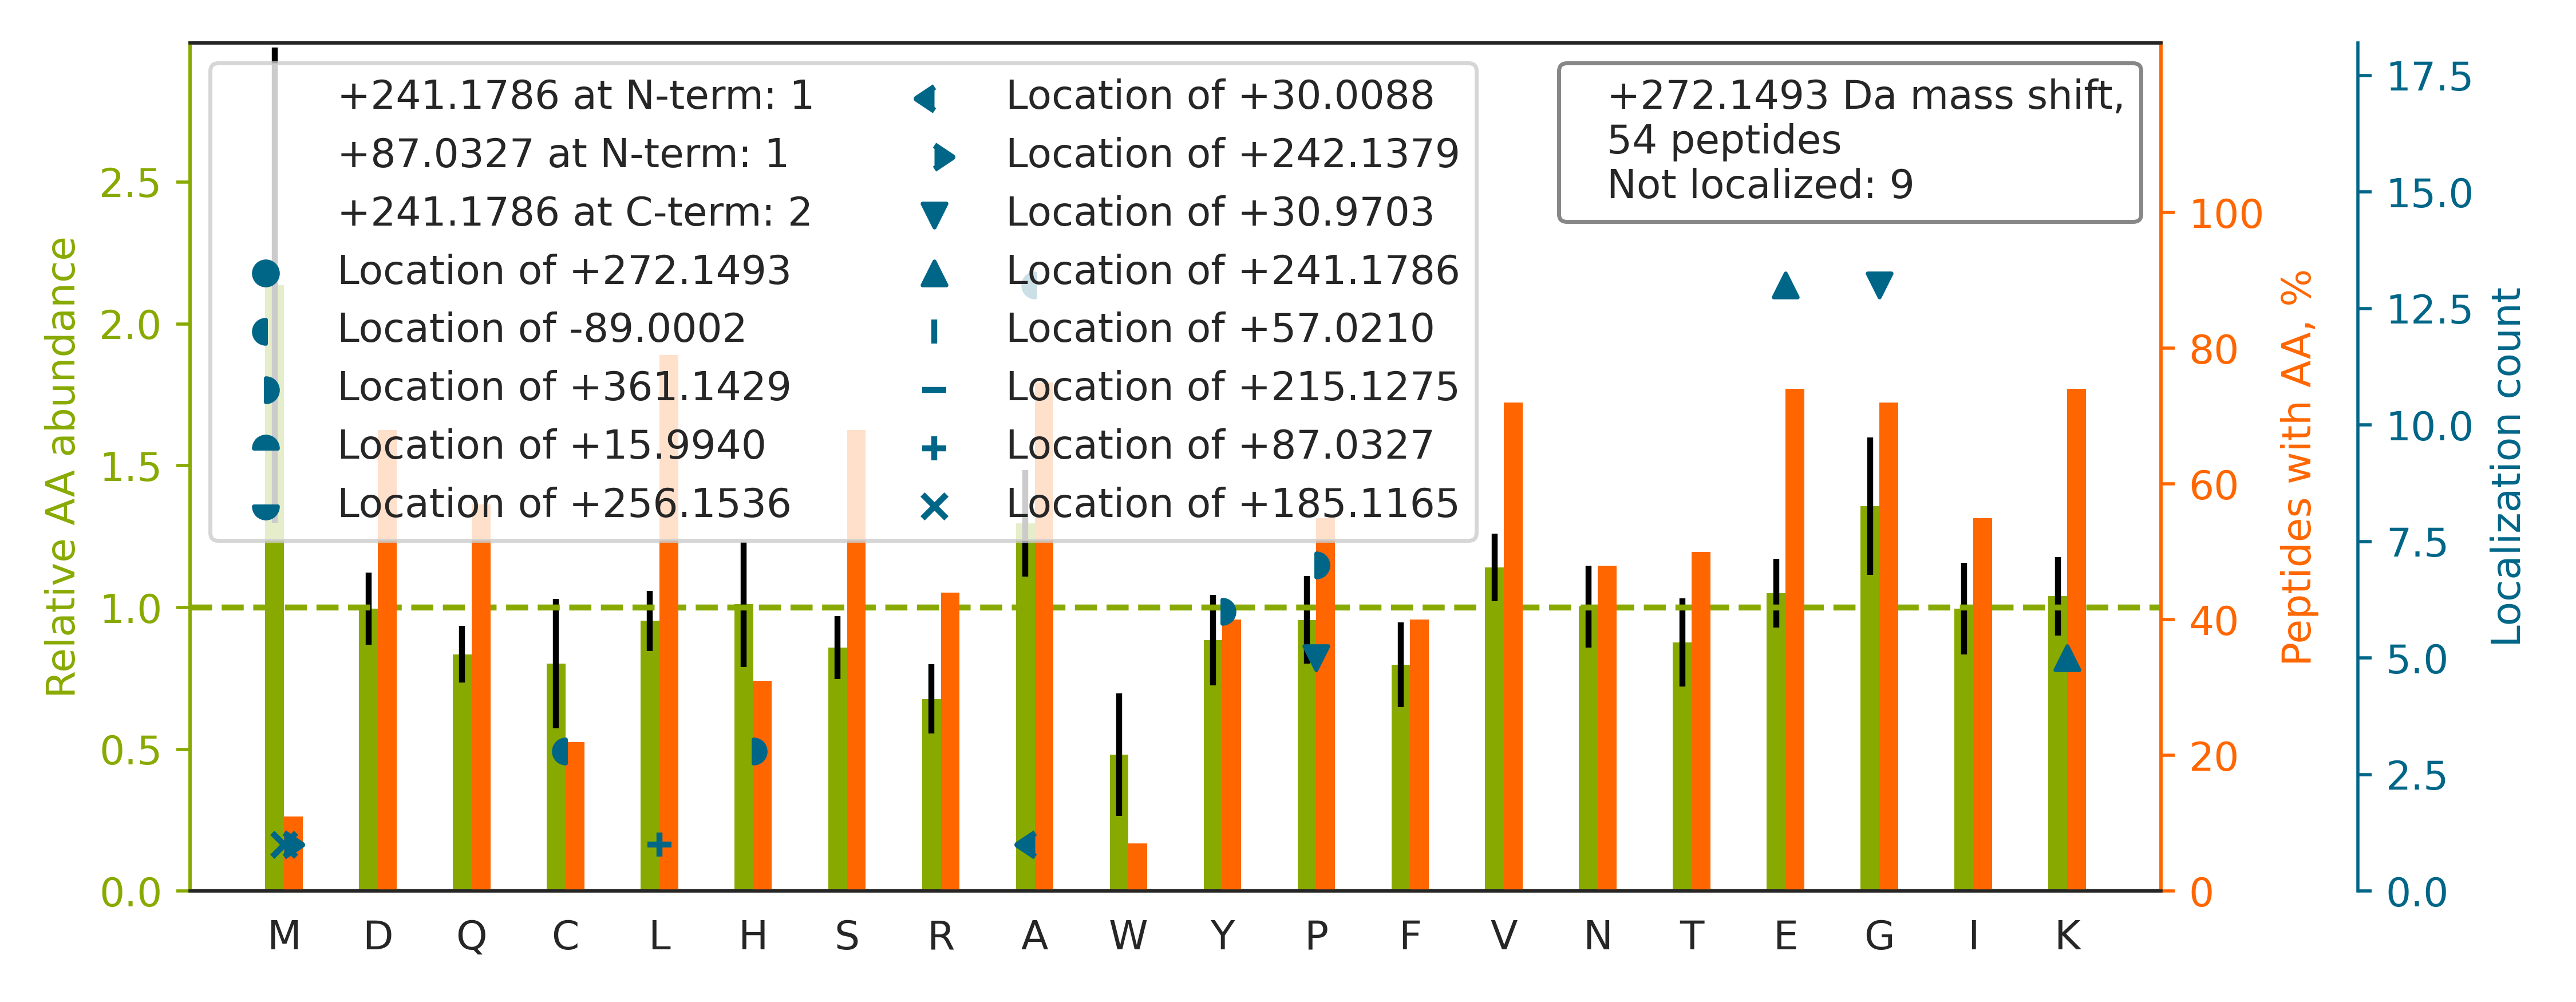 +241.1786 at N-term: 1
+87.0327 at N-term: 1
+241.1786 at C-term: 2
Location of +272.1493
Location of -89.0002
Location of +361.1429
Location of +15.9940
Location of +256.1536
Location of +30.0088
Location of +242.1379
Location of +30.9703
Location of +241.1786
Location of +57.0210
Location of +215.1275
Location of +87.0327
Location of +185.1165
+272.1493 Da mass shift,
54 peptides
Not localized: 9
Relative AA abundance
2.5
2.0
1.5
1.0
0.5
0.0
M D Q C L H S R A W Y P F V N T E G I K
100
80
60
40
20
0
Peptides with AA, %
17.5
15.0
12.5
10.0
7.5
5.0
2.5
0.0
Localization count